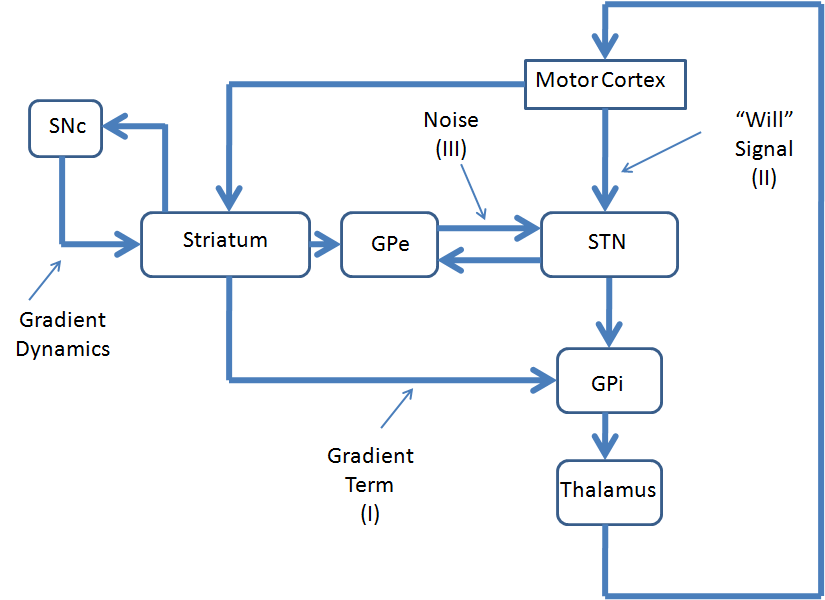 Motor Cortex
SNc
Noise
(III)
“Will”
Signal
(II)
Striatum
GPe
STN
Gradient
Dynamics
GPi
Gradient
Term
(I)
Thalamus